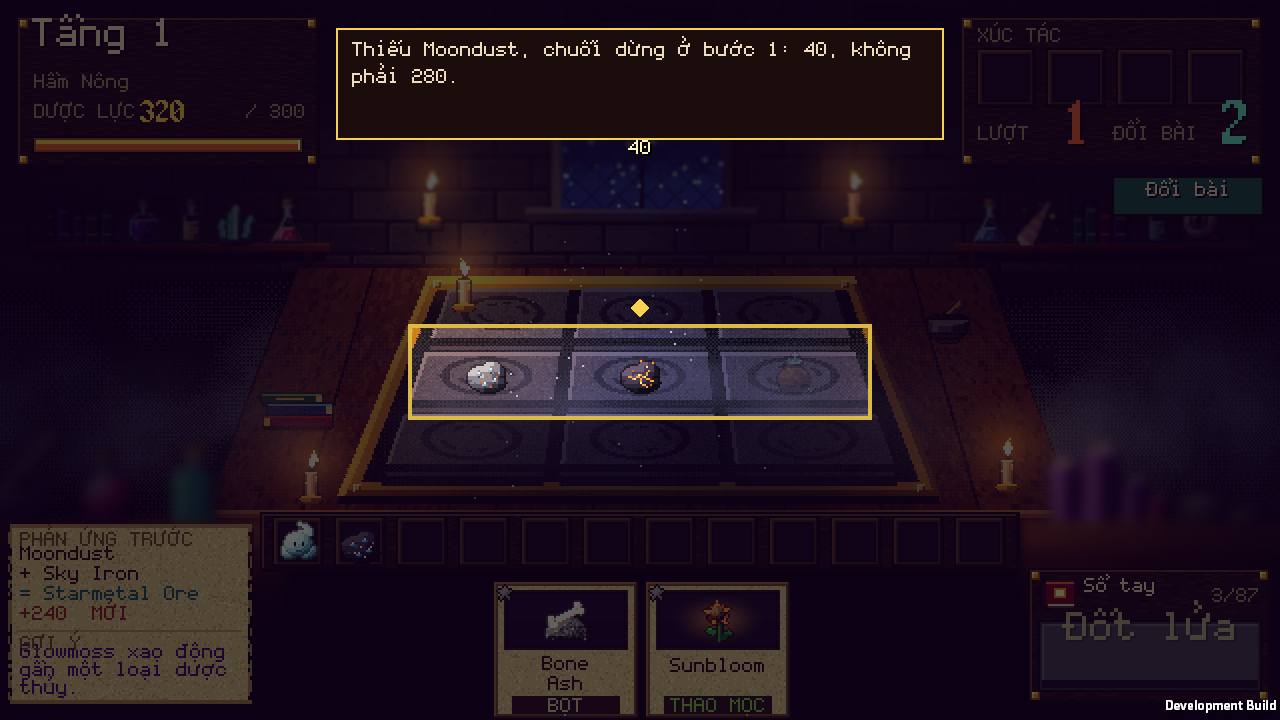 Tầng 1
Hầm Nông
DƯỢC LỰC 320 / 300
Thiếu Moondust, chuỗi dừng ở bước 1: 40, không
phải 280.
40
XÚC TÁC
LƯỢT 1 ĐỔI BÀI 2
Đổi bài
PHẢN ỨNG TRƯỚC
Moondust
+ Sky Iron
= Starmetal Ore
+240 MỚI
GỢI Ý
Glowmoss xao động
gần một loại dược
thủy.
Bone
Ash
BỘT
Sunbloom
THẢO MỘC
Sổ tay
3/87
Đốt lửa
Development Build